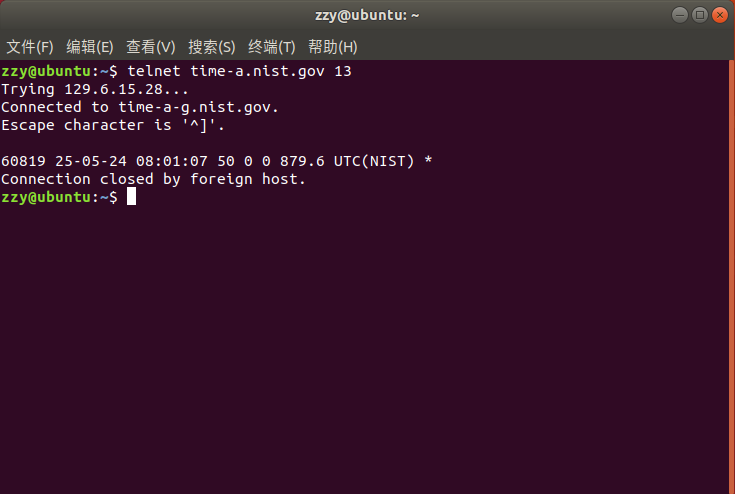 zzy@ubuntu: ~
文件(F) 编辑(E) 查看(V) 搜索(S) 终端(T) 帮助(H)
zzy@ubuntu:~$ telnet time-a.nist.gov 13
Trying 129.6.15.28...
Connected to time-a-g.nist.gov.
Escape character is '^]'.
60819 25-05-24 08:01:07 50 0 0 879.6 UTC(NIST) *
Connection closed by foreign host.
zzy@ubuntu:~$